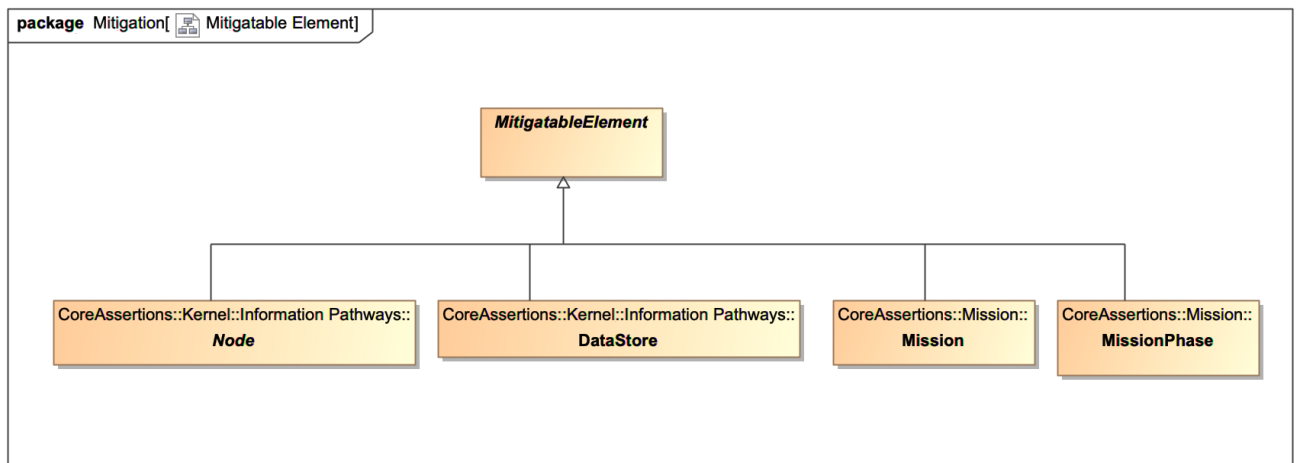 package Mitigation[ Mitigatable Element]
MitigatableElement
CoreAssertions::Kernel::Information Pathways::
Node
CoreAssertions::Kernel::Information Pathways::
DataStore
CoreAssertions::Mission::
Mission
CoreAssertions::Mission::
MissionPhase